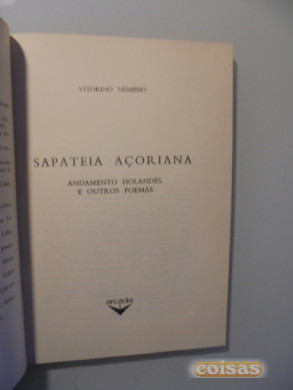 VITORINO NEMÉSIO
SAPATEIA AÇORIANA
ANDAMENTO HOLANDÊS
E OUTROS POEMAS
arcádia
coisas